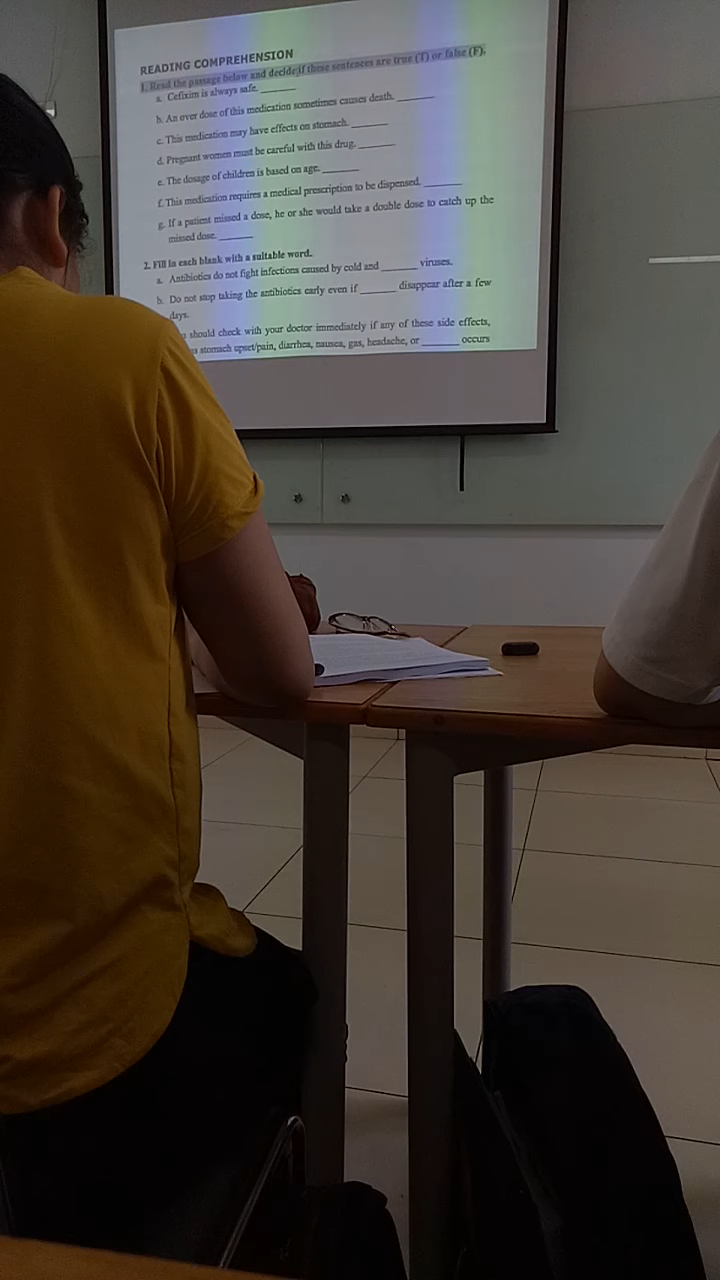 READING COMPREHENSION
1. Read the passage below and decide if these sentences are true (T) or false (F).
a. Cefixim is always safe. ______
b. An over dose of this medication sometimes causes death. ______
c. This medication may have effects on stomach. ______
d. Pregnant women must be careful with this drug. ______
e. The dosage of children is based on age. ______
f. This medication requires a medical prescription to be dispensed. ______
g. If a patient missed a dose, he or she would take a double dose to catch up the
missed dose. ______
2. Fill in each blank with a suitable word.
a. Antibiotics do not fight infections caused by cold and ______ viruses.
b. Do not stop taking the antibiotics early even if ______ disappear after a few
days.
should check with your doctor immediately if any of these side effects,
stomach upset/pain, diarrhea, nausea, gas, headache, or ______ occurs